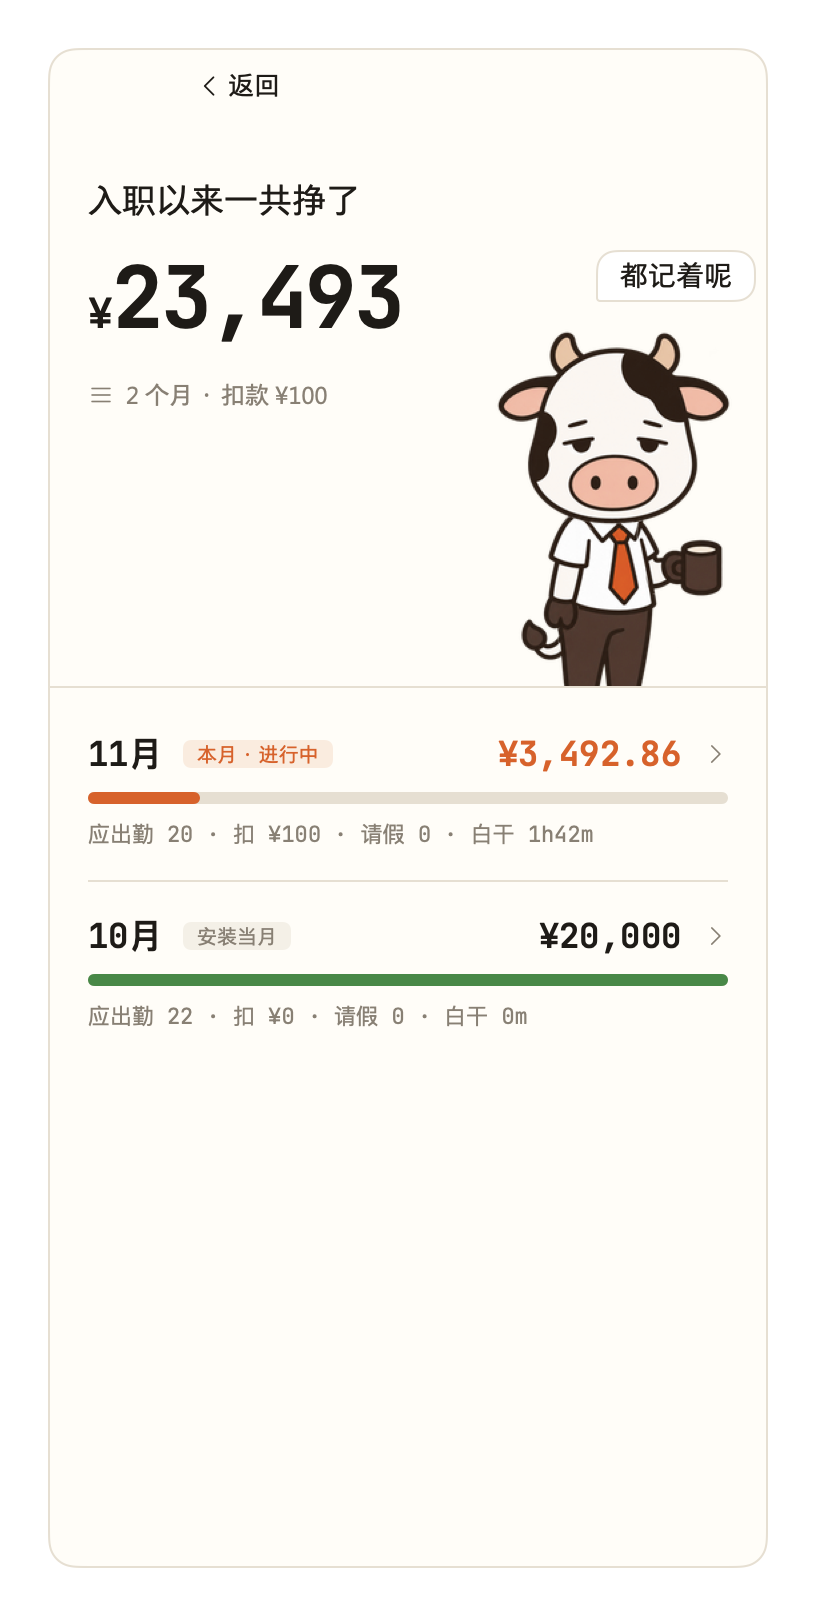 返回
入职以来一共挣了
¥23,493
都记着呢
2 个月 · 扣款 ¥100
11月 本月 · 进行中 ¥3,492.86
应出勤 20 · 扣 ¥100 · 请假 0 · 白干 1h42m
10月 安装当月 ¥20,000
应出勤 22 · 扣 ¥0 · 请假 0 · 白干 0m